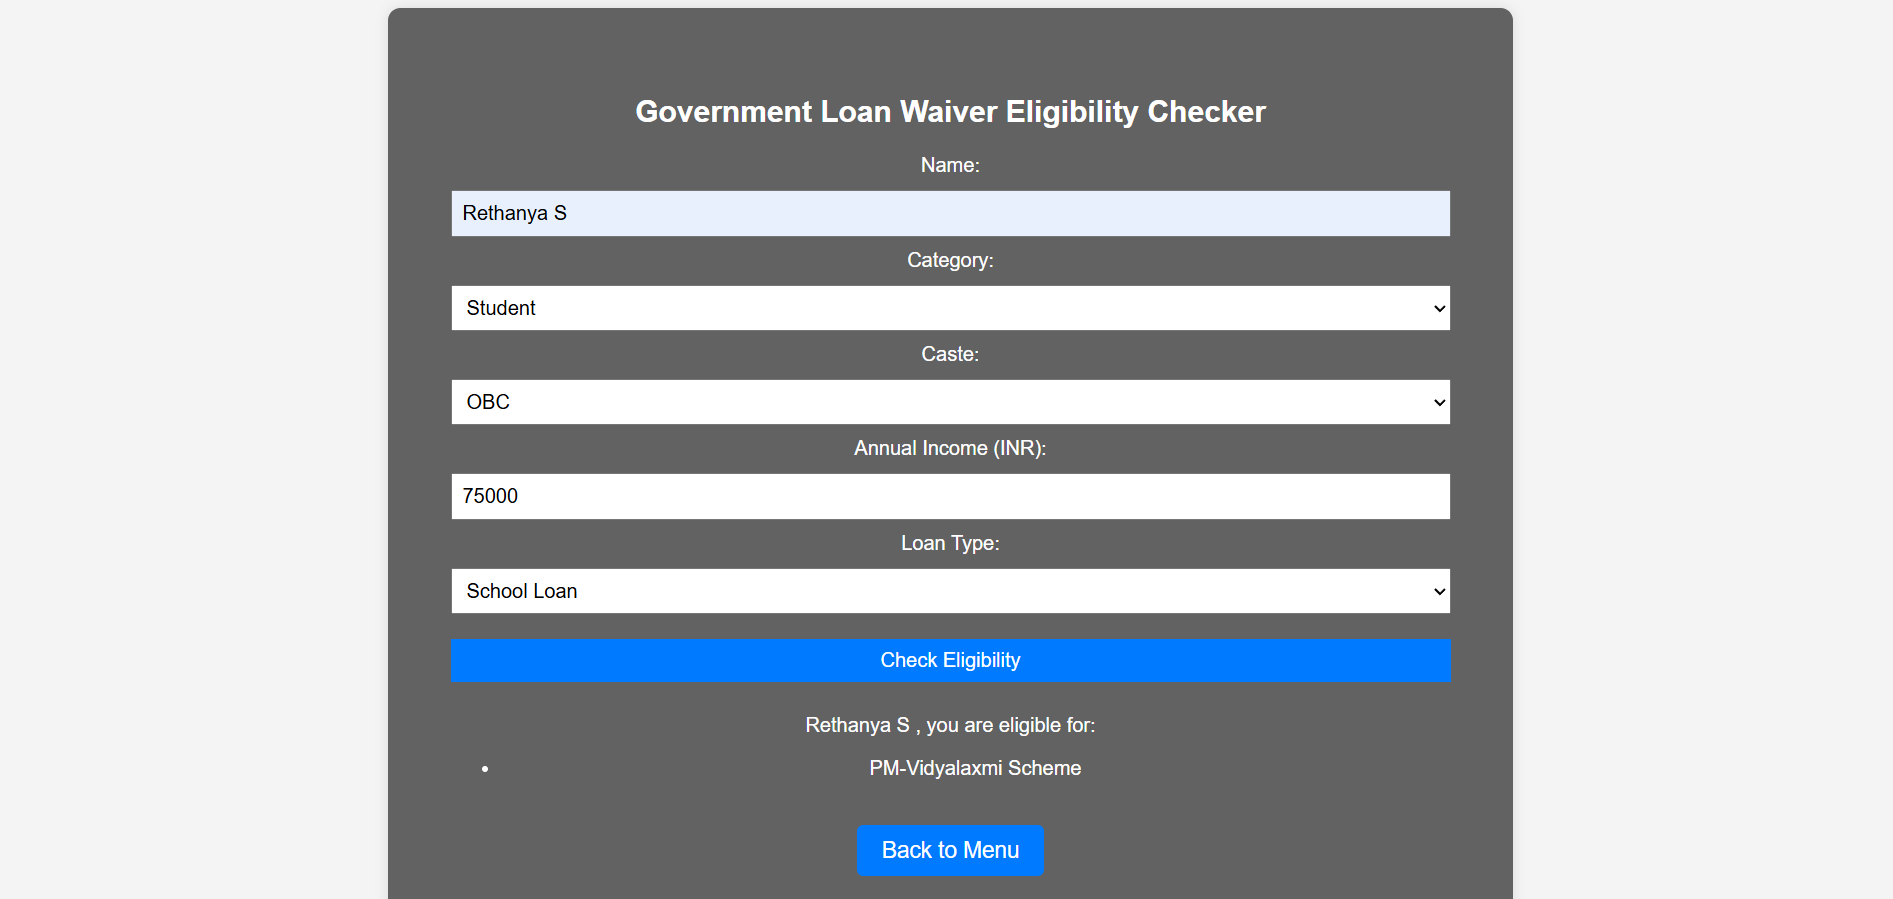 Government Loan Waiver Eligibility Checker
Name:
Rethanya S
Category:
Student
Caste:
OBC
Annual Income (INR):
75000
Loan Type:
School Loan
Check Eligibility
Rethanya S , you are eligible for:
• PM-Vidyalaxmi Scheme
Back to Menu